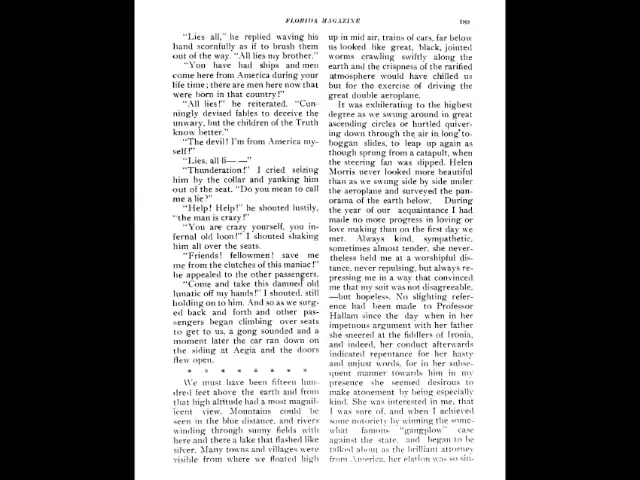 FLORIDA MAGAZINE
"Lies all," he replied waving his
hand scornfully as if to brush them
out of the way. "All lies my brother."
"You have had ships and men
come here from America during your
life time; there are men here now that
were born in that country!"
"All lies!" he reiterated. "Cun-
ningly devised fables to deceive the
unwary, but the children of the Truth
know better."
"The devil! I'm from America my-
self!"
"Lies, all li— —"
"Thunderation!" I cried seizing
him by the collar and yanking him
out of the seat. "Do you mean to call
me a lie?"
"Help! Help!" he shouted lustily,
"the man is crazy!"
"You are crazy yourself, you in-
fernal old loon!" I shouted shaking
him all over the seats.
"Friends! fellowmen! save me
me from the clutches of this maniac!"
he appealed to the other passengers.
"Come and take this damned old
lunatic off my hands!" I shouted, still
holding on to him. And so as we surg-
ed back and forth and other pas-
sengers began climbing over seats
to get to us, a gong sounded and a
moment later the car ran down on
the siding at Aegia and the doors
flew open.
* * * * * * * *
We must have been fifteen hun-
dred feet above the earth and from
that high altitude had a most magnif-
icent view. Mountains could be
seen in the blue distance, and rivers
winding through sunny fields with
here and there a lake that flashed like
silver. Many towns and villages were
visible from where we floated high
up in mid air, trains of cars, far below
us looked like great, black, jointed
worms crawling swiftly along the
earth and the crispness of the rarified
atmosphere would have chilled us
but for the exercise of driving the
great double aeroplane.
It was exhilerating to the highest
degree as we swung around in great
ascending circles or hurtled quiver-
ing down through the air in long to-
boggan slides, to leap up again as
though sprung from a catapult, when
the steering fan was dipped. Helen
Morris never looked more beautiful
than as we swung side by side under
the aeroplane and surveyed the pan-
orama of the earth below. During
the year of our acquaintance I had
made no more progress in loving or
love making than on the first day we
met. Always kind, sympathetic,
sometimes almost tender, she never-
theless held me at a worshipful dis-
tance, never repulsing, but always re-
pressing me in a way that convinced
me that my suit was not disagreeable,
—but hopeless. No slighting refer-
ence had been made to Professor
Hallam since the day when in her
impetuous argument with her father
she sneered at the fiddlers of Ironia,
and indeed, her conduct afterwards
indicated repentance for her hasty
and unjust words, for in her subse-
quent manner towards him in my
presence she seemed desirous to
make atonement by being especially
kind. She was interested in me, that
I was sure of, and when I achieved
some notoriety by winning the some-
what famous "gangplow" case
against the state, and began to be
talked about as the brilliant attorney
from America, her elation was so sin-